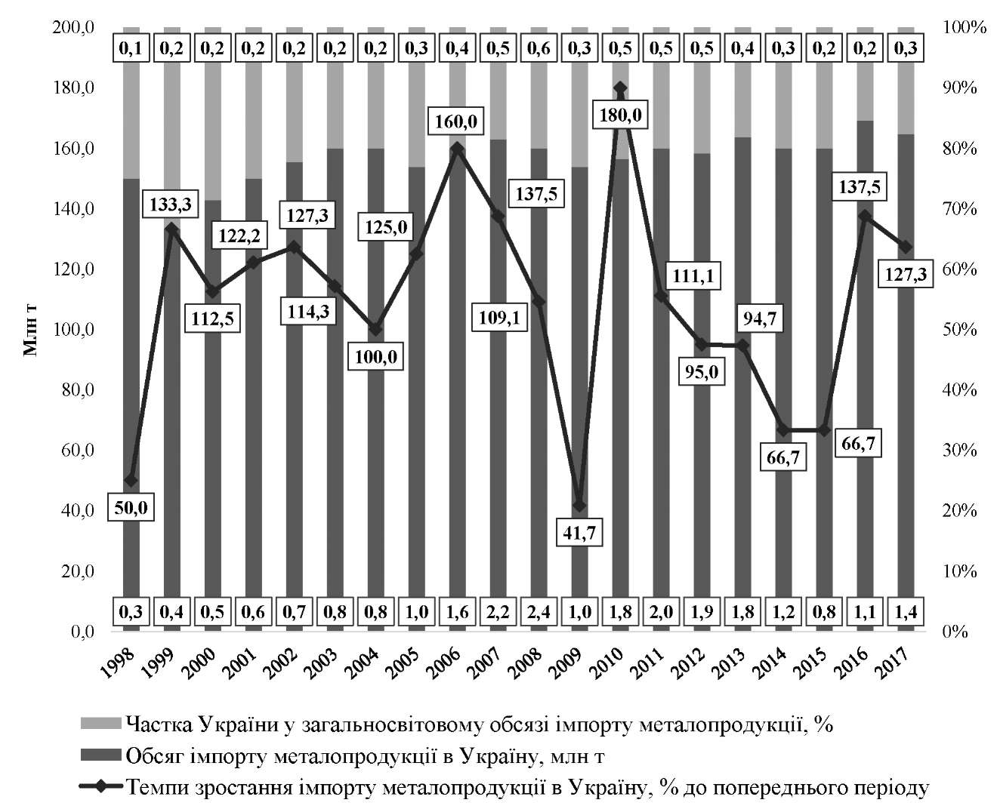 200,0
180,0
160,0
140,0
120,0
100,0
80,0
60,0
40,0
20,0
0,0
Млн т
100%
90%
80%
70%
60%
50%
40%
30%
20%
10%
0%
0,1 0,2 0,2 0,2 0,2 0,2 0,2 0,3 0,4 0,5 0,6 0,3 0,5 0,5 0,5 0,4 0,3 0,2 0,2 0,3
50,0 133,3 112,5 122,2 127,3 114,3 100,0 125,0 160,0 137,5 109,1 41,7 180,0 111,1 95,0 94,7 66,7 66,7 137,5 127,3
0,3 0,4 0,5 0,6 0,7 0,8 0,8 1,0 1,6 2,2 2,4 1,0 1,8 2,0 1,9 1,8 1,2 0,8 1,1 1,4
1998 1999 2000 2001 2002 2003 2004 2005 2006 2007 2008 2009 2010 2011 2012 2013 2014 2015 2016 2017
Частка України у загальносвітовому обсязі імпорту металопродукції, %
Обсяг імпорту металопродукції в Україну, млн т
Темпи зростання імпорту металопродукції в Україну, % до попереднього періоду